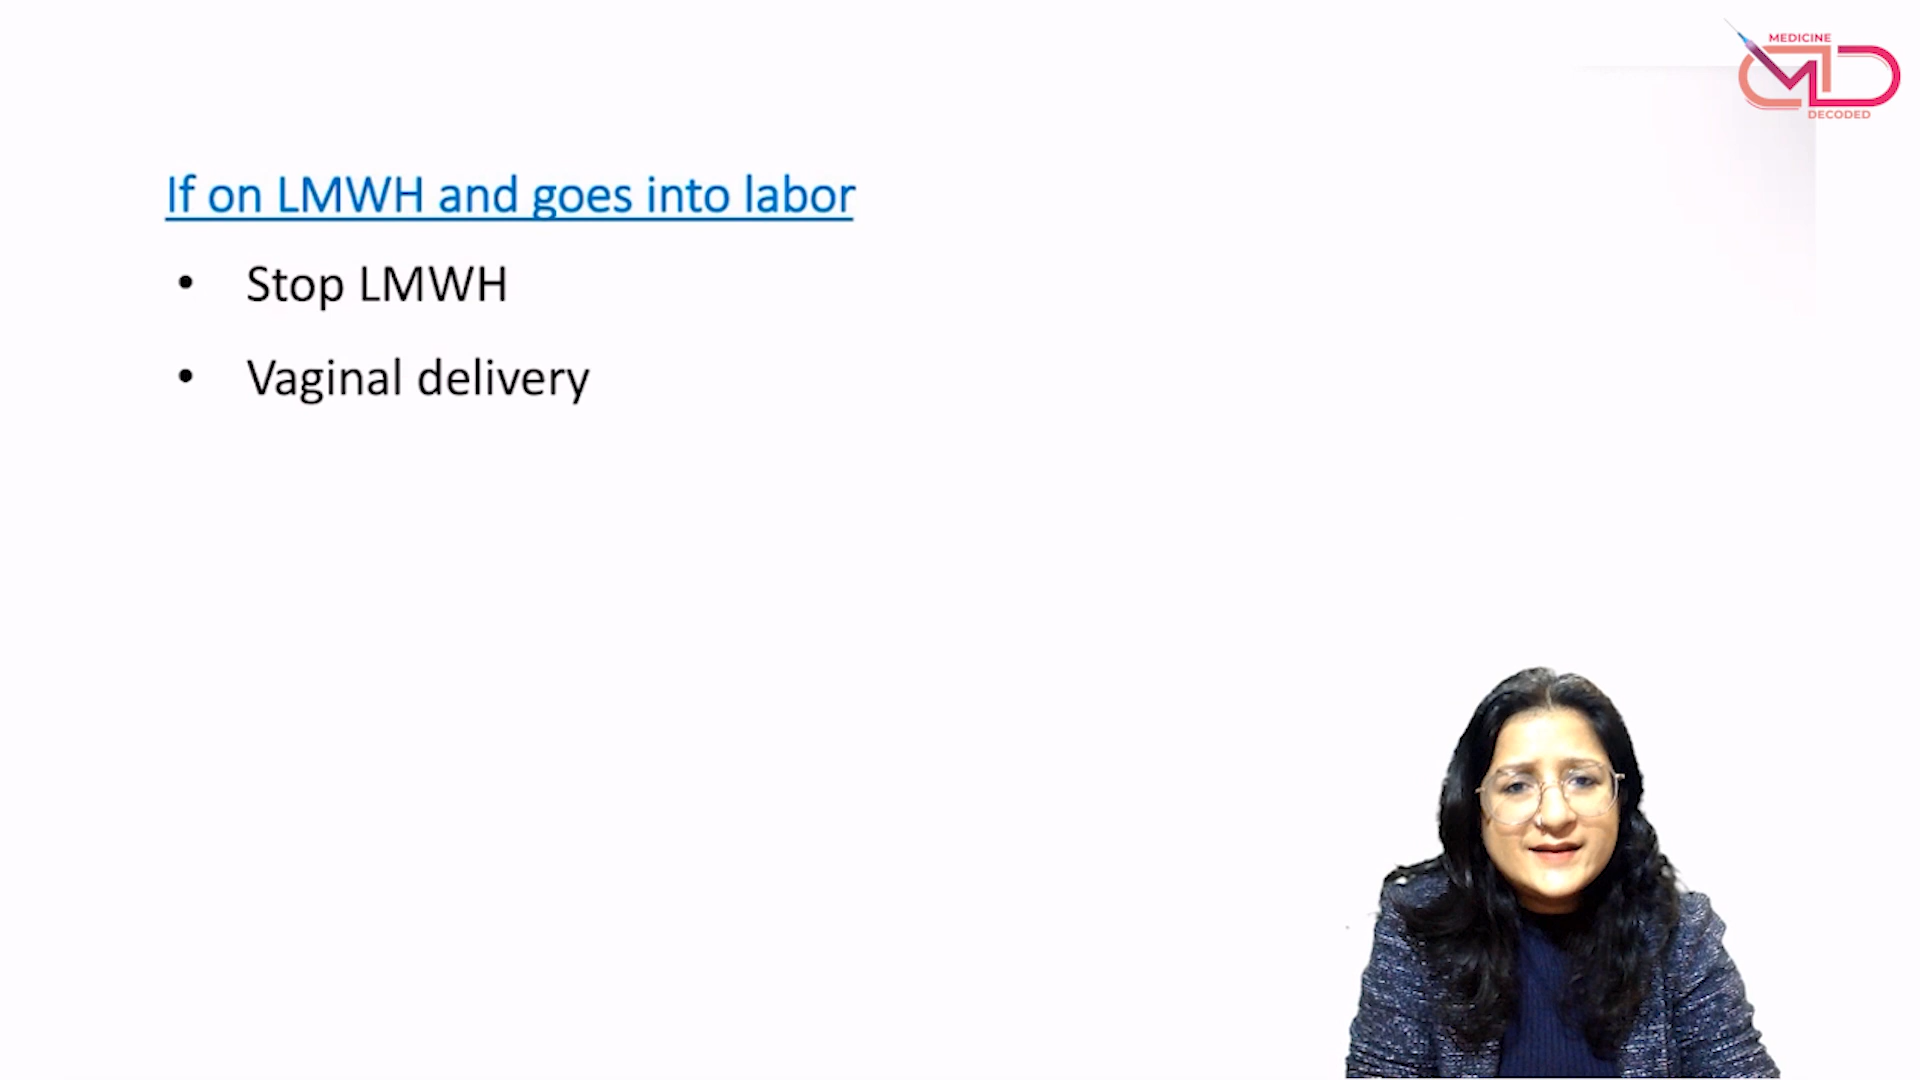 MEDICINE
DECODED
If on LMWH and goes into labor
• Stop LMWH
• Vaginal delivery